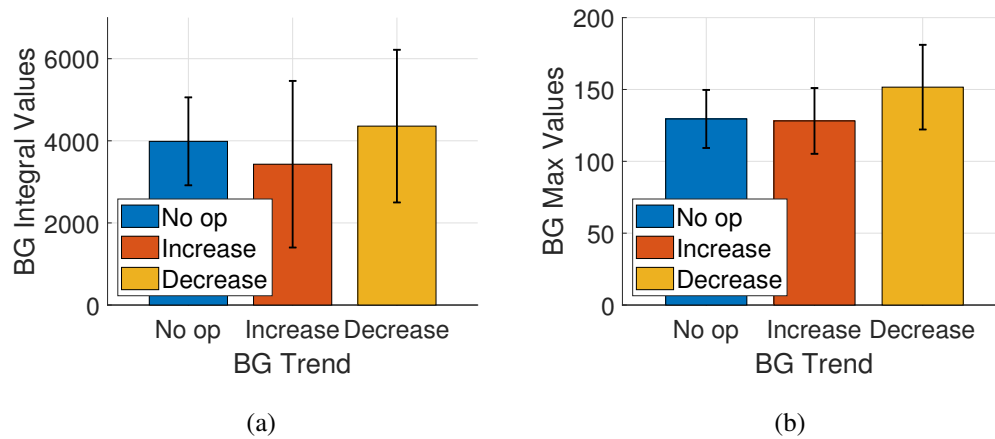 BG Integral Values
6000
4000
2000
0
No op
Increase
Decrease
No op Increase Decrease
BG Trend
(a)
BG Max Values
200
150
100
50
0
No op
Increase
Decrease
No op Increase Decrease
BG Trend
(b)